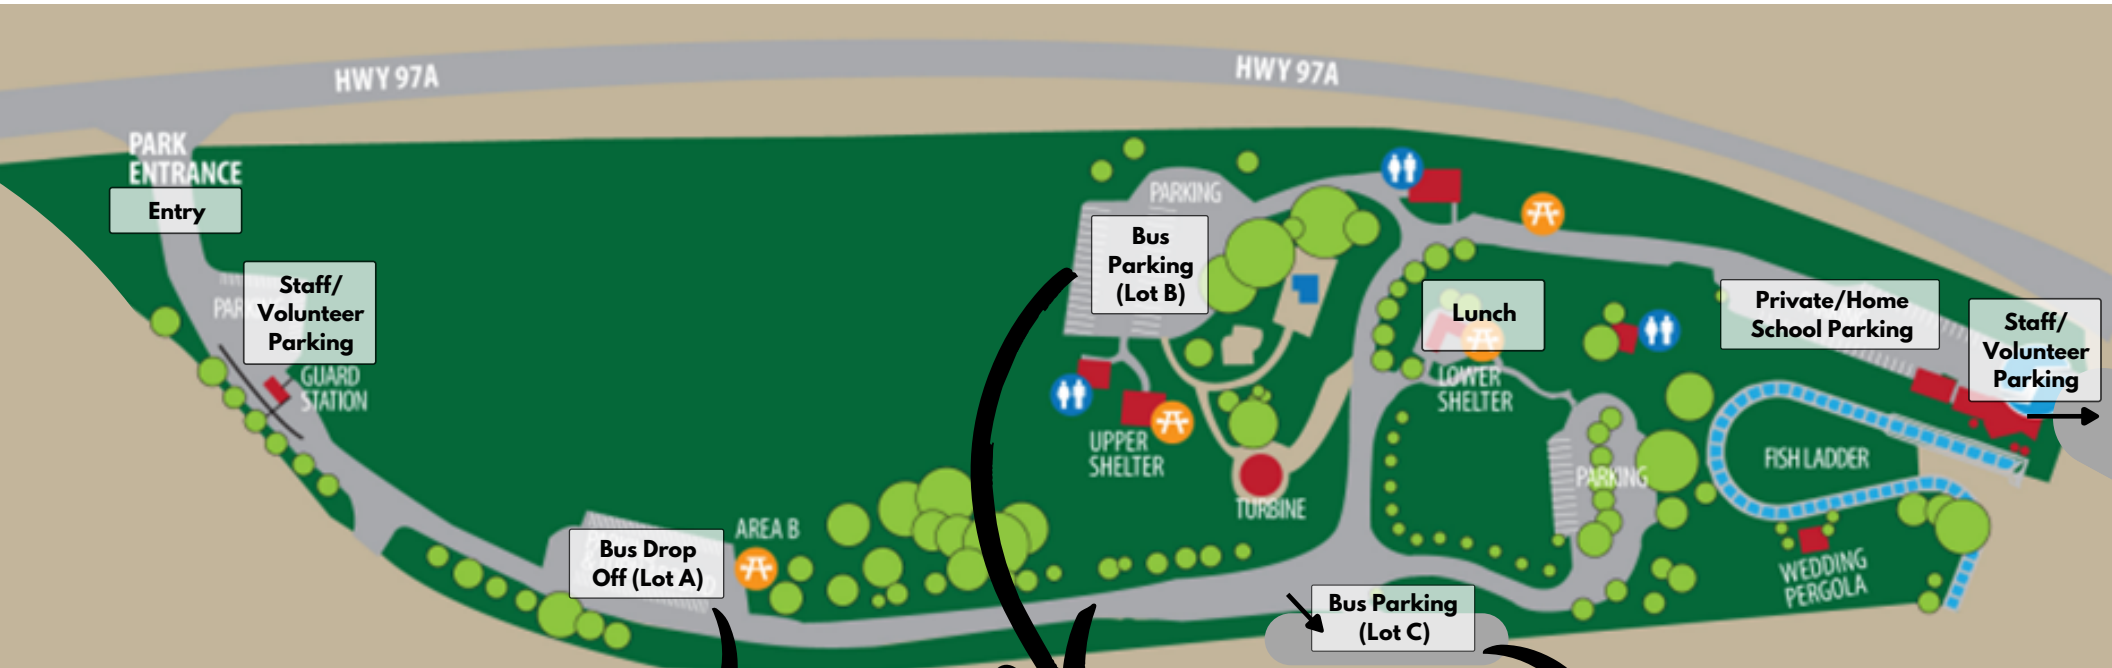 HWY 97A
HWY 97A
PARK
ENTRANCE
Entry
PARKING
Bus
Parking
(Lot B)
Staff/
Volunteer
Parking
GUARD
STATION
Lunch
LOWER
SHELTER
Private/Home
School Parking
Staff/
Volunteer
Parking
UPPER
SHELTER
TURBINE
PARKING
FISH LADDER
WEDDING
PERGOLA
AREA B
Bus Drop
Off (Lot A)
Bus Parking
(Lot C)